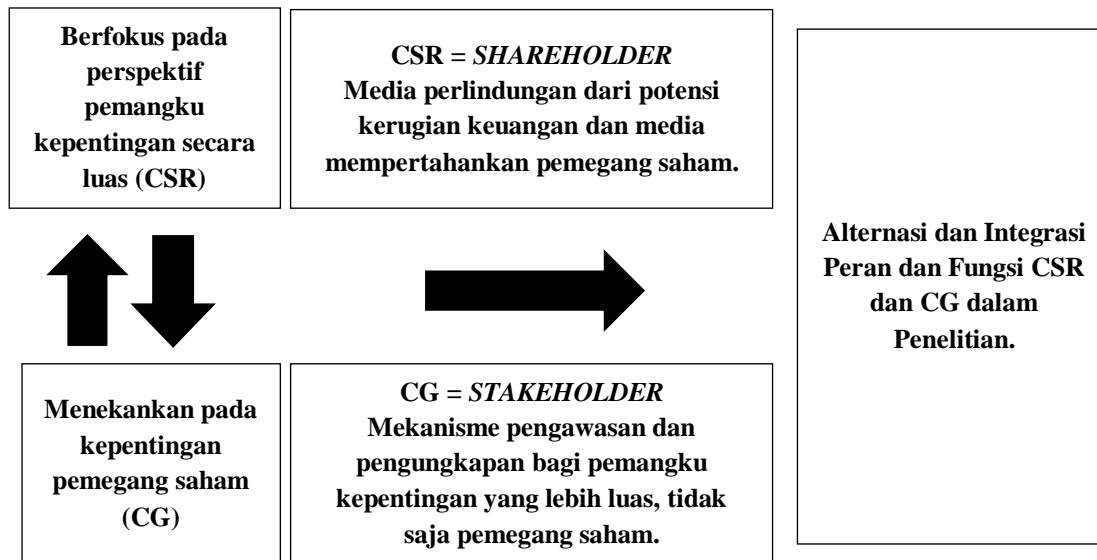 Berfokus pada
perspektif
pemangku
kepentingan secara
luas (CSR)
CSR = SHAREHOLDER
Media perlindungan dari potensi
kerugian keuangan dan media
mempertahankan pemegang saham.
Menekankan pada
kepentingan
pemegang saham
(CG)
CG = STAKEHOLDER
Mekanisme pengawasan dan
pengungkapan bagi pemangku
kepentingan yang lebih luas, tidak
saja pemegang saham.
Alternasi dan Integrasi
Peran dan Fungsi CSR
dan CG dalam
Penelitian.